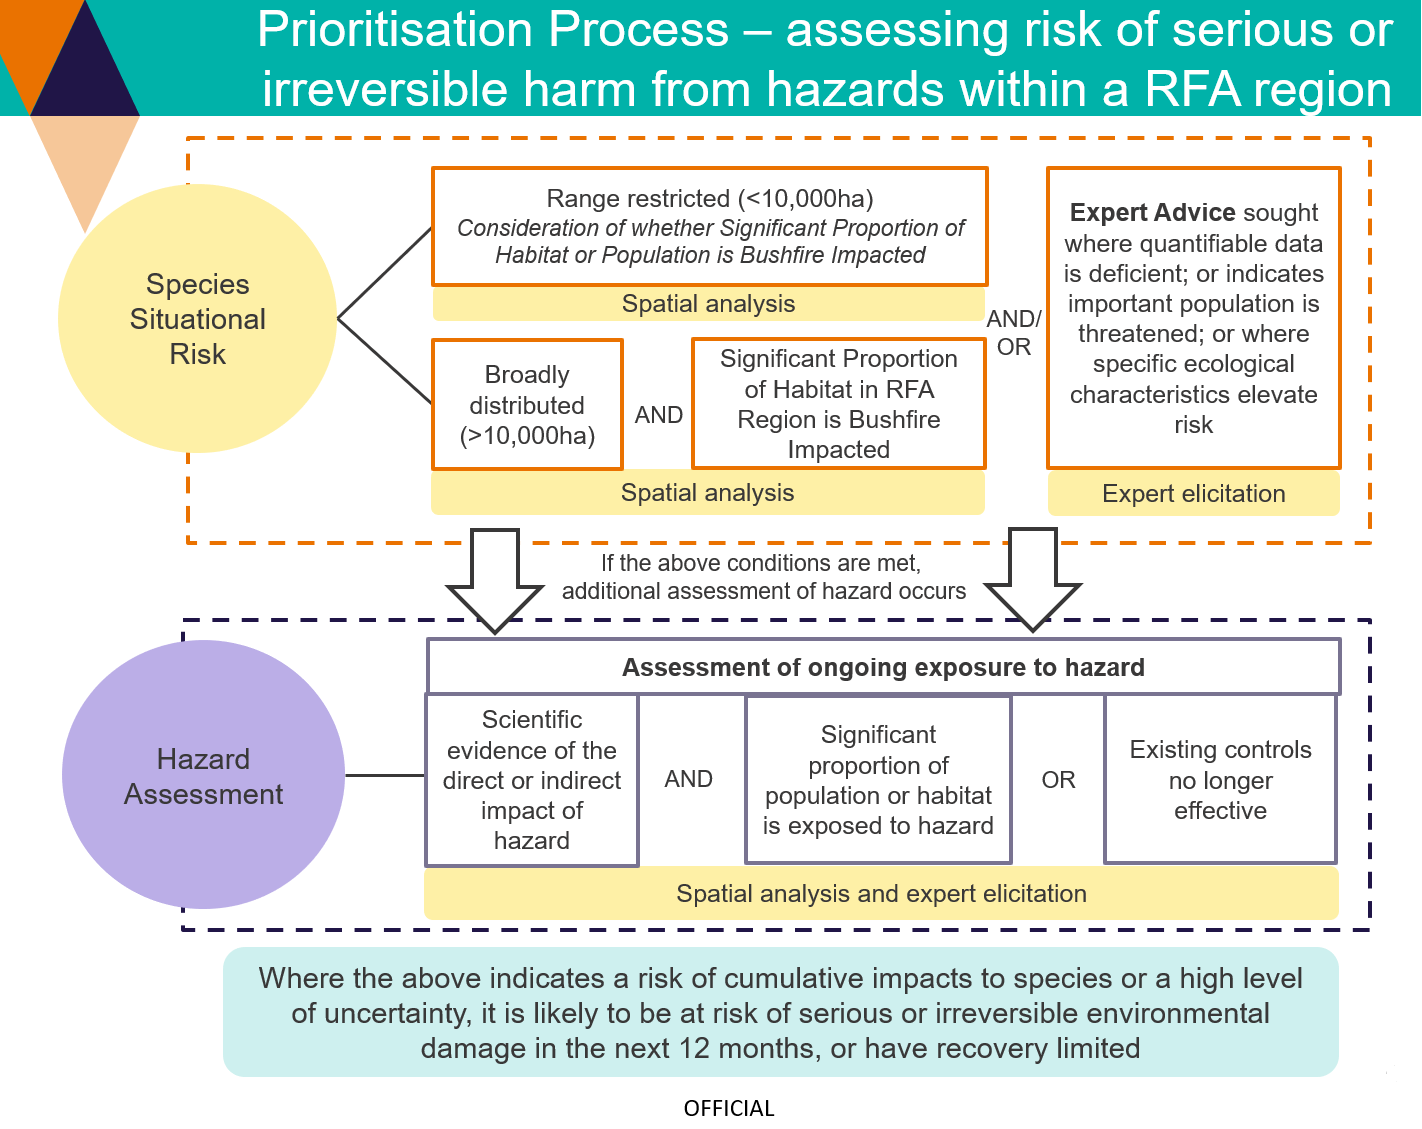 Prioritisation Process – assessing risk of serious or
irreversible harm from hazards within a RFA region
Species
Situational
Risk
Range restricted (<10,000ha)
Consideration of whether Significant Proportion of
Habitat or Population is Bushfire Impacted
Spatial analysis
Broadly
distributed
(>10,000ha)
AND
Significant Proportion
of Habitat in RFA
Region is Bushfire
Impacted
Spatial analysis
AND/
OR
Expert Advice sought
where quantifiable data
is deficient; or indicates
important population is
threatened; or where
specific ecological
characteristics elevate
risk
Expert elicitation
If the above conditions are met,
additional assessment of hazard occurs
Hazard
Assessment
Assessment of ongoing exposure to hazard
Scientific
evidence of the
direct or indirect
impact of
hazard
AND
Significant
proportion of
population or habitat
is exposed to hazard
OR
Existing controls
no longer
effective
Spatial analysis and expert elicitation
Where the above indicates a risk of cumulative impacts to species or a high level
of uncertainty, it is likely to be at risk of serious or irreversible environmental
damage in the next 12 months, or have recovery limited
OFFICIAL